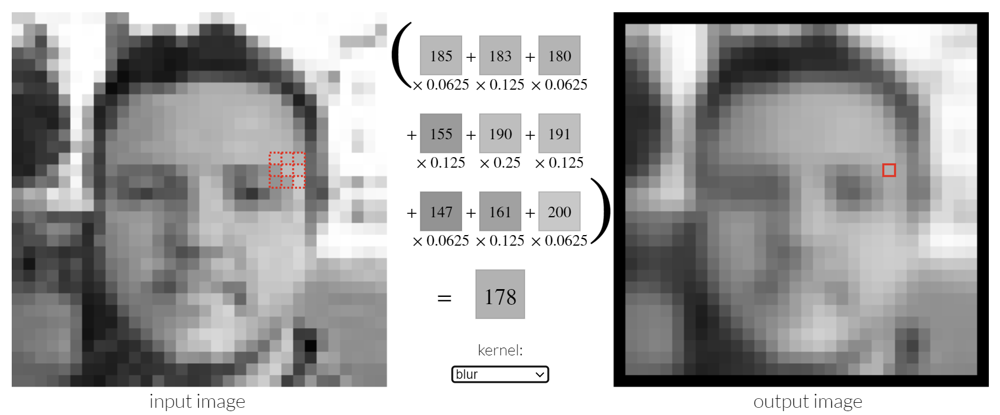 ( 185 + 183 + 180
× 0.0625 × 0.125 × 0.0625
+ 155 + 190 + 191
× 0.125 × 0.25 × 0.125
+ 147 + 161 + 200 )
× 0.0625 × 0.125 × 0.0625
= 178
kernel:
blur
input image
output image